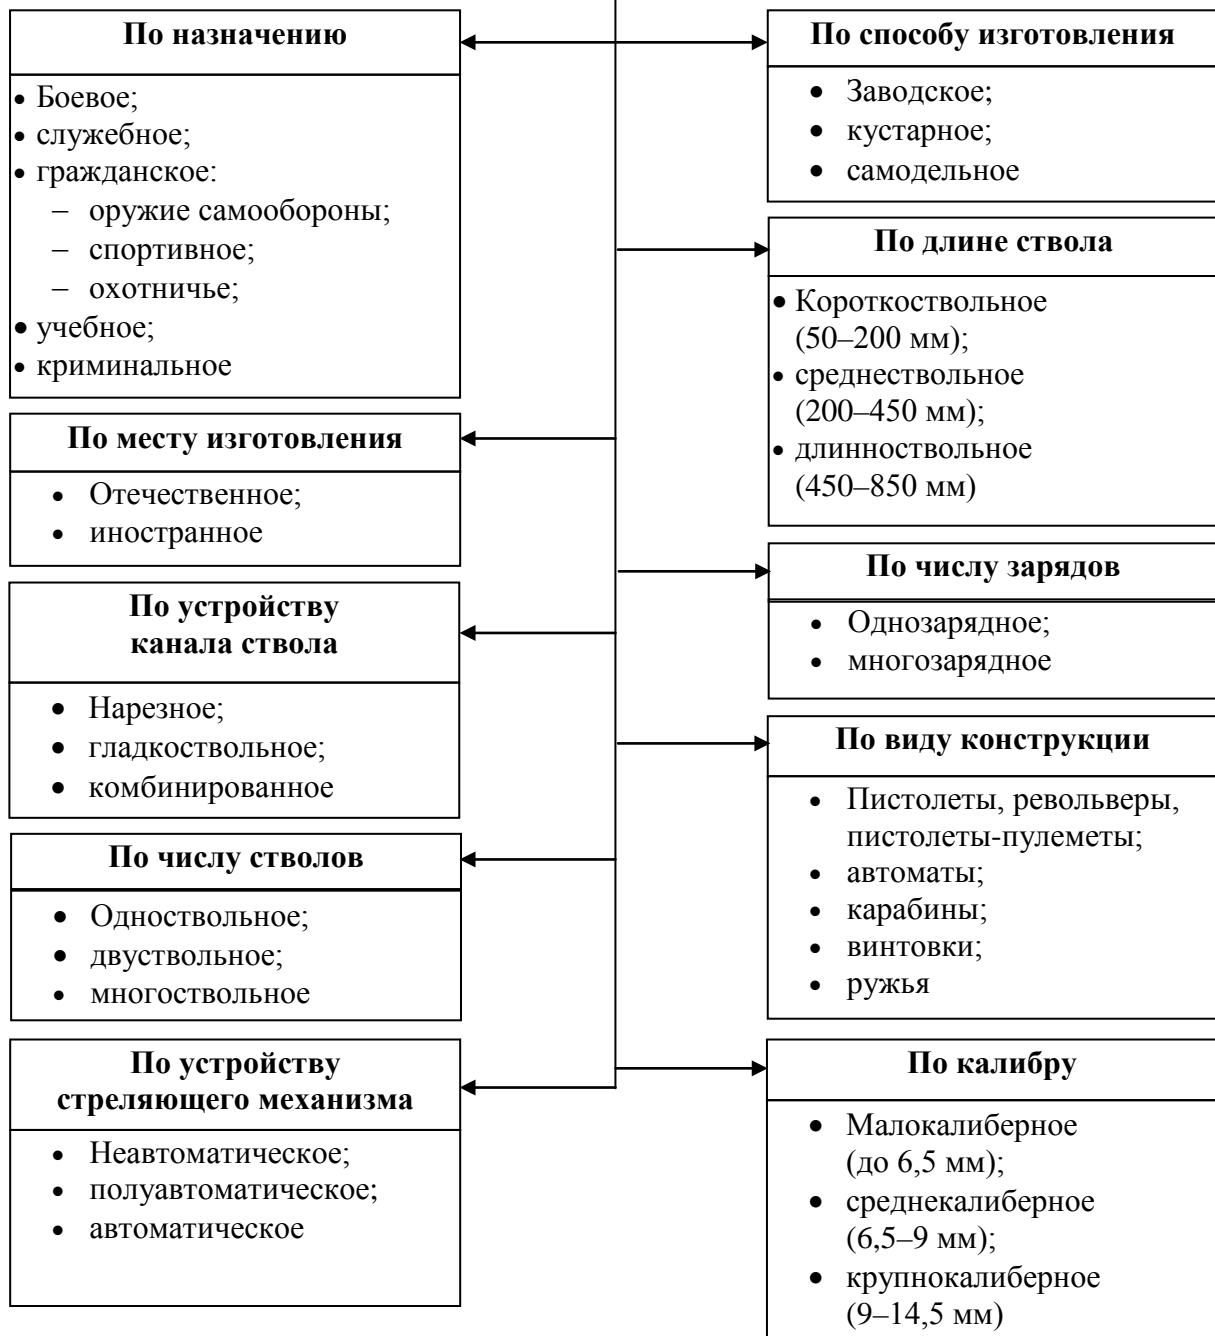 По назначению
• Боевое;
• служебное;
• гражданское:
– оружие самообороны;
– спортивное;
– охотничье;
• учебное;
• криминальное
По месту изготовления
• Отечественное;
• иностранное
По устройству
канала ствола
• Нарезное;
• гладкоствольное;
• комбинированное
По числу стволов
• Одноствольное;
• двуствольное;
• многоствольное
По устройству
стреляющего механизма
• Неавтоматическое;
• полуавтоматическое;
• автоматическое
По способу изготовления
• Заводское;
• кустарное;
• самодельное
По длине ствола
• Короткоствольное
(50–200 мм);
• среднествольное
(200–450 мм);
• длинноствольное
(450–850 мм)
По числу зарядов
• Однозарядное;
• многозарядное
По виду конструкции
• Пистолеты, револьверы,
пистолеты-пулеметы;
• автоматы;
• карабины;
• винтовки;
• ружья
По калибру
• Малокалиберное
(до 6,5 мм);
• среднекалиберное
(6,5–9 мм);
• крупнокалиберное
(9–14,5 мм)